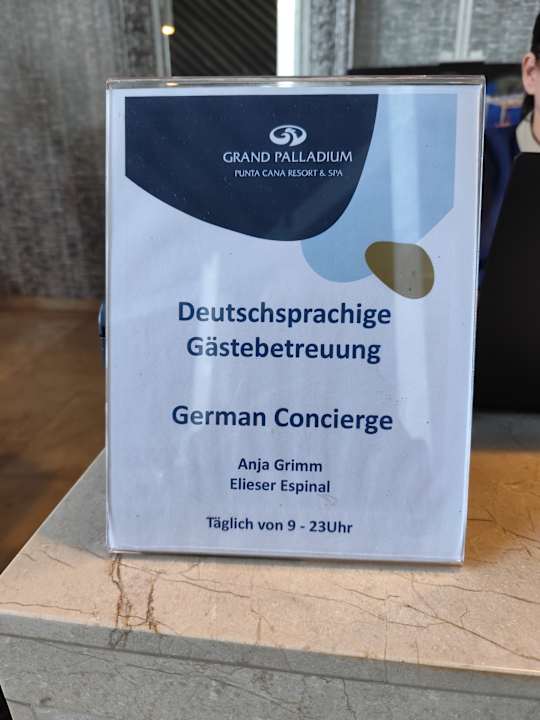 GRAND PALLADIUM
PUNTA CANA RESORT & SPA
Deutschsprachige
Gästebetreuung
German Concierge
Anja Grimm
Elieser Espinal
Täglich von 9 - 23Uhr